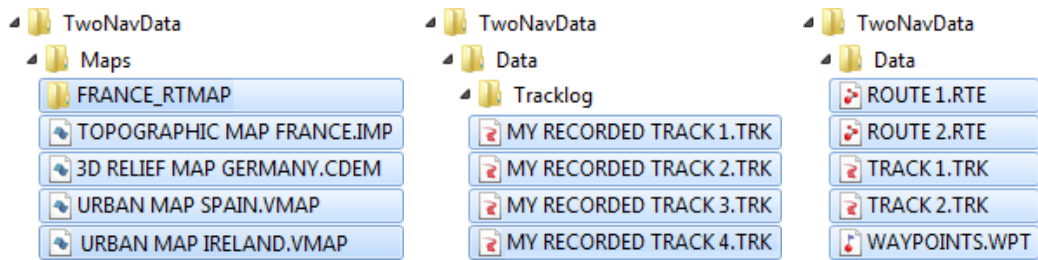 TwoNavData
Maps
FRANCE_RTMAP
TOPOGRAPHIC MAP FRANCE.IMP
3D RELIEF MAP GERMANY.CDEM
URBAN MAP SPAIN.VMAP
URBAN MAP IRELAND.VMAP
TwoNavData
Data
Tracklog
MY RECORDED TRACK 1.TRK
MY RECORDED TRACK 2.TRK
MY RECORDED TRACK 3.TRK
MY RECORDED TRACK 4.TRK
TwoNavData
Data
ROUTE 1.RTE
ROUTE 2.RTE
TRACK 1.TRK
TRACK 2.TRK
WAYPOINTS.WPT